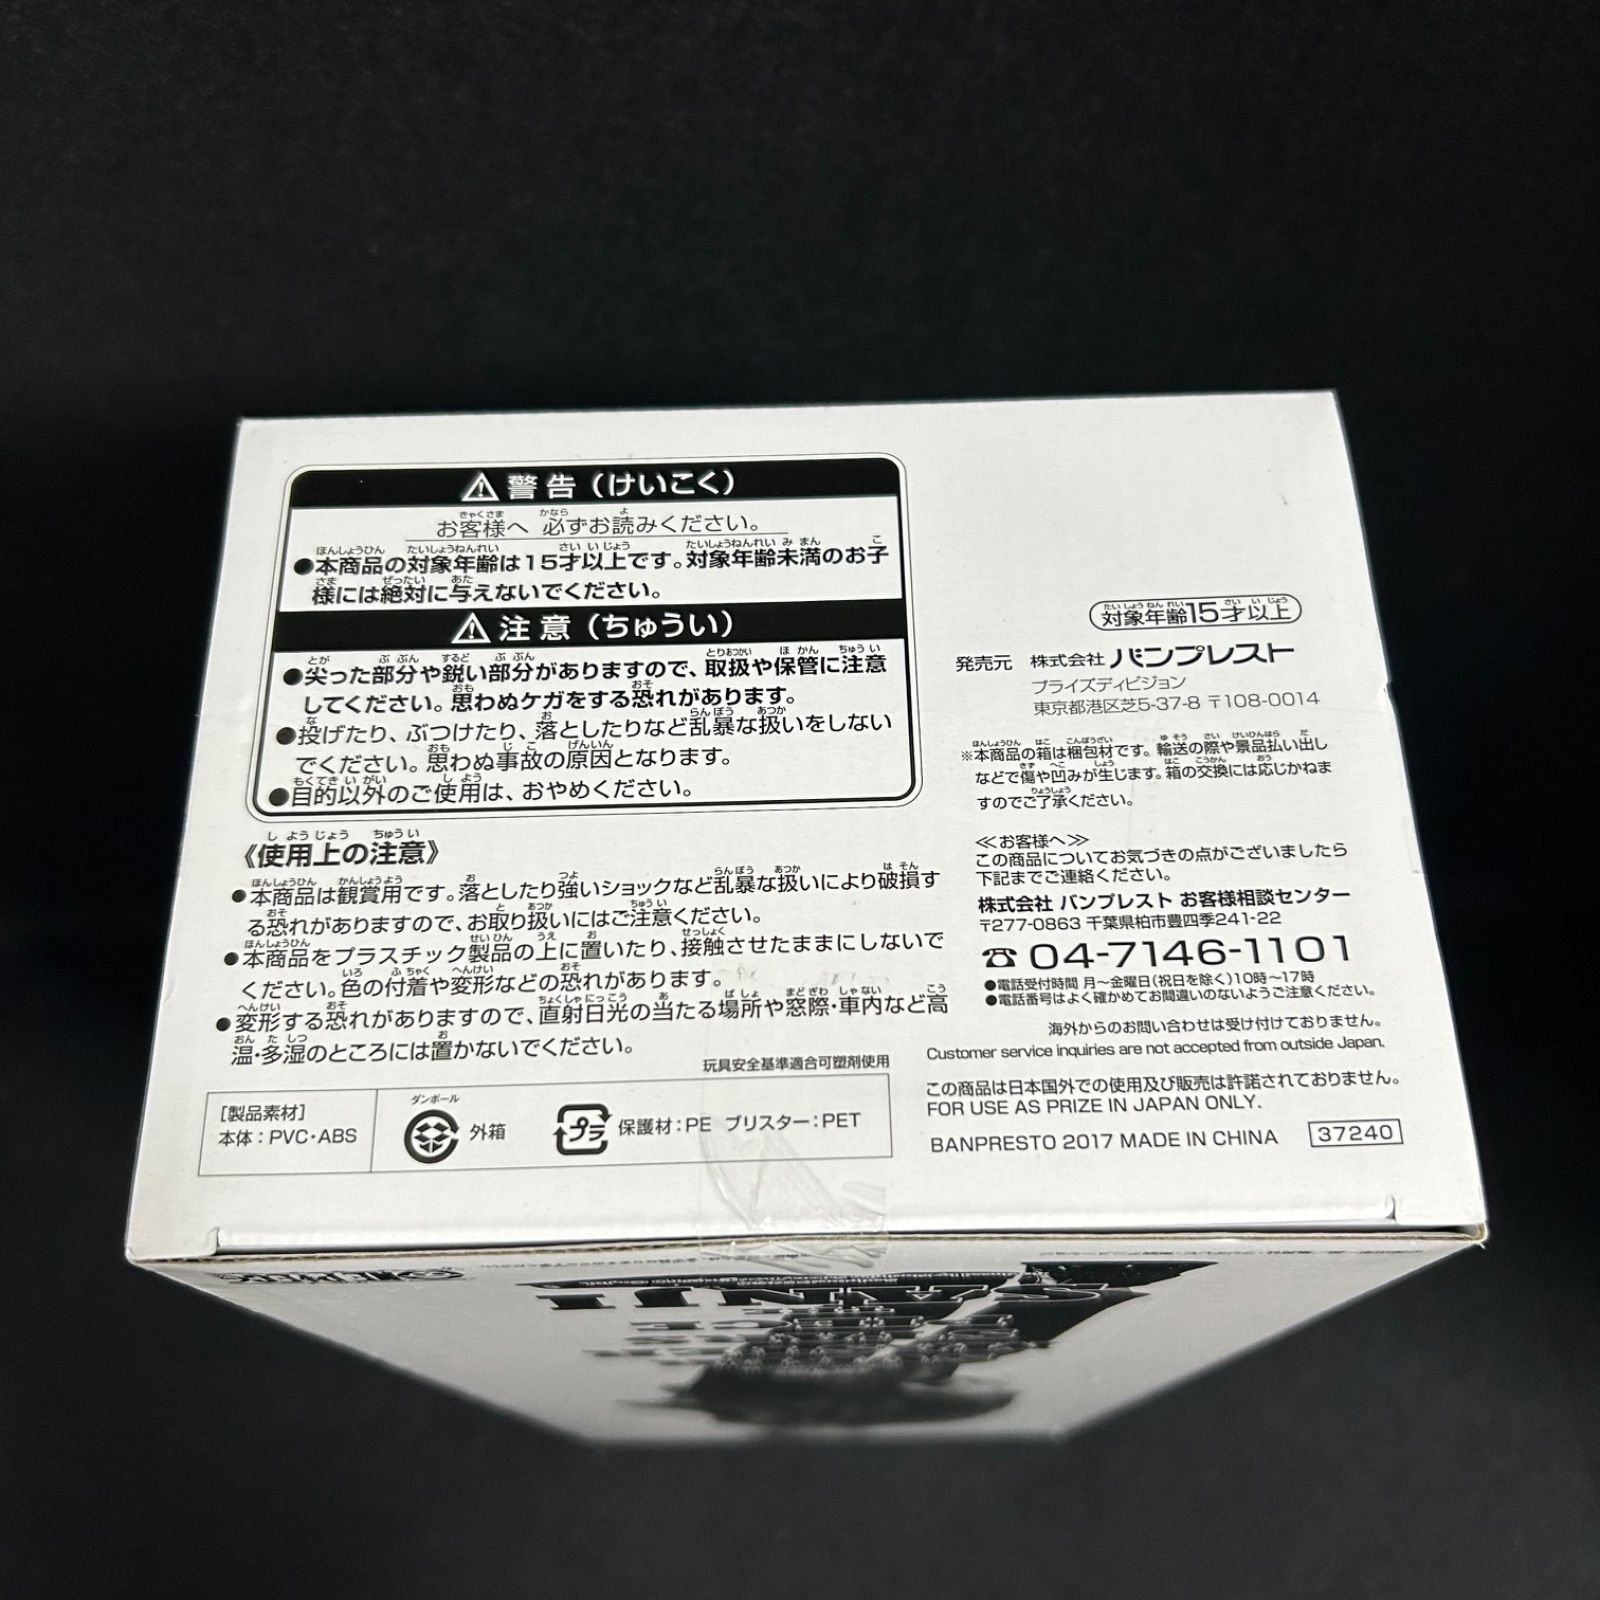 警告(けいこく)
お客様へ 必ずお読みください。
●本商品の対象年齢は15才以上です。対象年齢未満のお子
様には絶対に与えないでください。
注意(ちゅうい)
●尖った部分や鋭い部分がありますので、取扱や保管に注意
してください。思わぬケガをする恐れがあります。
●投げたり、ぶつけたり、落としたりなど乱暴な扱いをしない
でください。思わぬ事故の原因となります。
●目的以外のご使用は、おやめください。
《使用上の注意》
●本商品は観賞用です。落としたり強いショックなど乱暴な扱いにより破損す
る恐れがありますので、お取り扱いにはご注意ください。
●本商品をプラスチック製品の上に置いたり、接触させたままにしないで
ください。色の付着や変形などの恐れがあります。
●変形する恐れがありますので、直射日光の当たる場所や窓際・車内など高
温・多湿のところには置かないでください。
玩具安全基準適合可塑剤使用
[製品素材]
本体:PVC・ABS
ダンボール
外箱
プラ
保護材:PE ブリスター:PET
対象年齢15才以上
発売元 株式会社 バンプレスト
プライズディビジョン
東京都港区芝5-37-8 〒108-0014
※本商品の箱は梱包材です。輸送の際や景品払い出し
などで傷や凹みが生じます。箱の交換には応じかねま
すのでご了承ください。
≪お客様へ≫
この商品についてお気づきの点がございましたら
下記までご連絡ください。
株式会社 バンプレスト お客様相談センター
〒277-0863 千葉県柏市豊四季241-22
☎04-7146-1101
●電話受付時間 月〜金曜日(祝日を除く)10時〜17時
●電話番号はよく確かめてお間違いのないようご注意ください。
海外からのお問い合わせは受け付けておりません。
Customer service inquiries are not accepted from outside Japan.
この商品は日本国外での使用及び販売は許諾されておりません。
FOR USE AS PRIZE IN JAPAN ONLY.
BANPRESTO 2017 MADE IN CHINA 37240